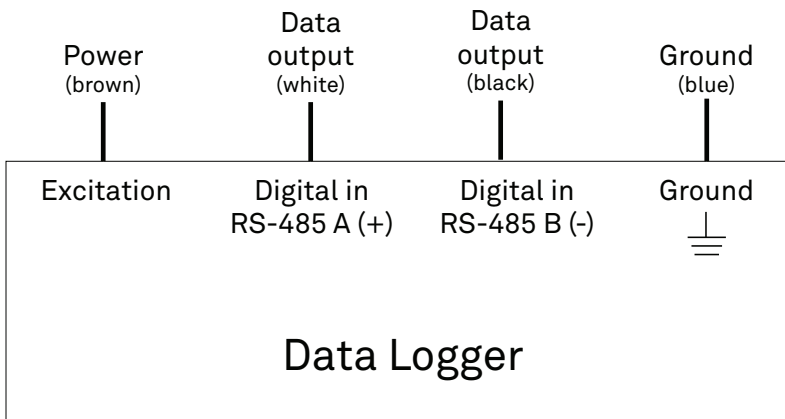 Power
(brown)
Data
output
(white)
Data
output
(black)
Ground
(blue)
Excitation
Digital in
RS-485 A (+)
Digital in
RS-485 B (-)
Ground
Data Logger